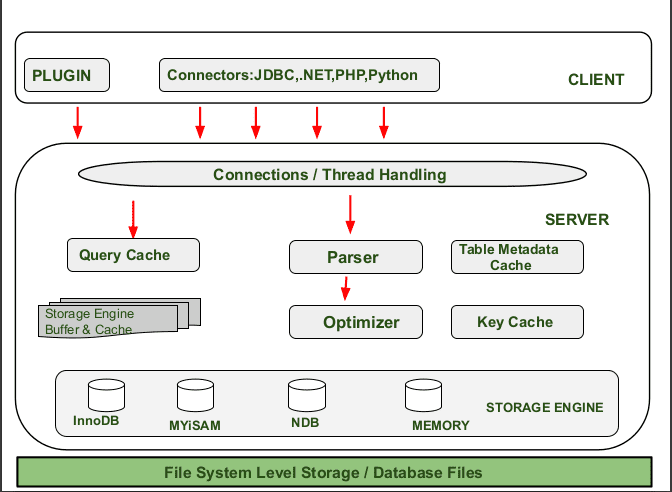 PLUGIN
Connectors:JDBC,.NET,PHP,Python
CLIENT
Connections / Thread Handling
SERVER
Query Cache
Parser
Table Metadata
Cache
Storage Engine
Buffer & Cache
Optimizer
Key Cache
InnoDB
MYiSAM
NDB
MEMORY
STORAGE ENGINE
File System Level Storage / Database Files